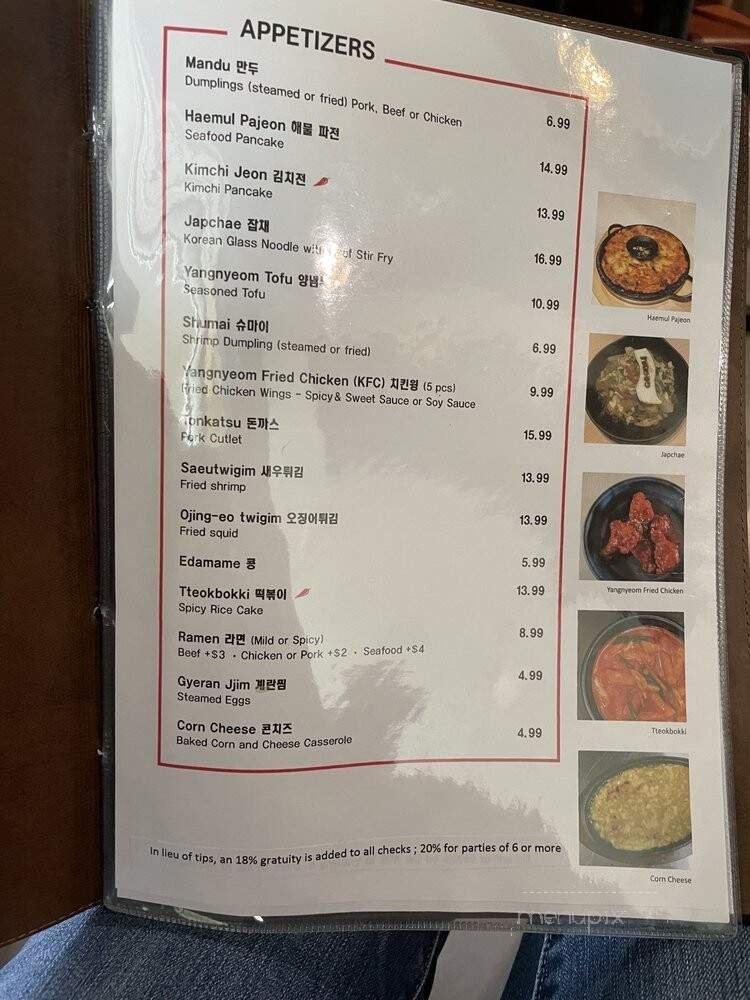 APPETIZERS
Mandu 만두
Dumplings (steamed or fried) Pork, Beef or Chicken 6.99
Haemul Pajeon 해물 파전
Seafood Pancake 14.99
Kimchi Jeon 김치전
Kimchi Pancake 13.99
Japchae 잡채
Korean Glass Noodle Stir Fry 16.99
Yangnyeom Tofu
Seasoned Tofu 10.99
Shumai 슈마이
Shrimp Dumpling (steamed or fried) 6.99
Yangnyeom Fried Chicken (KFC) 치킨윙 (5 pcs)
Fried Chicken Wings - Spicy & Sweet Sauce or Soy Sauce 9.99
Tonkatsu 돈까스 15.99
Pork Cutlet
Saeutwigim 새우튀김 13.99
Fried shrimp
Ojing-eo twigim 오징어튀김 13.99
Fried squid
Edamame 콩 5.99
Tteokbokki 떡볶이 13.99
Spicy Rice Cake
Ramen 라면 (Mild or Spicy) 8.99
Beef +$3 · Chicken or Pork +$2 · Seafood +$4
Gyeran Jjim 계란찜 4.99
Steamed Eggs
Corn Cheese 콘치즈 4.99
Baked Corn and Cheese Casserole
In lieu of tips, an 18% gratuity is added to all checks ; 20% for parties of 6 or more
Haemul Pajeon
Japchae
Yangnyeom Fried Chicken
Tteokbokki
Corn Cheese
menupix